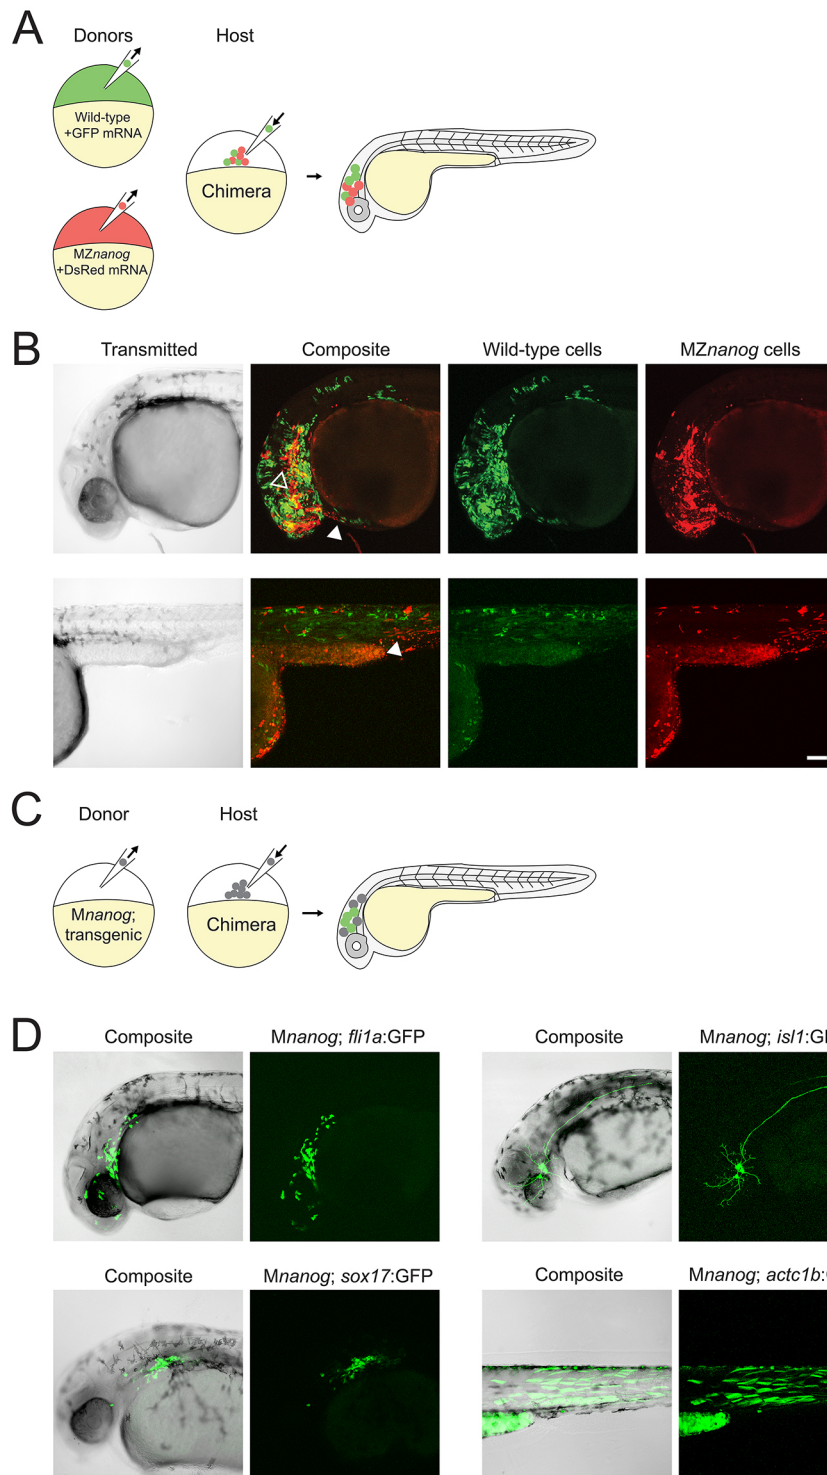 A
Donors
Host
Wild-type
+GFP mRNA
Chimera
MZnanog
+DsRed mRNA
B
Transmitted
Composite
Wild-type cells
MZnanog cells
C
Donor
Host
Mnanog;
transgenic
Chimera
D
Composite
Mnanog; fli1a:GFP
Composite
Mnanog; isl1:G
Composite
Mnanog; sox17:GFP
Composite
Mnanog; actc1b: